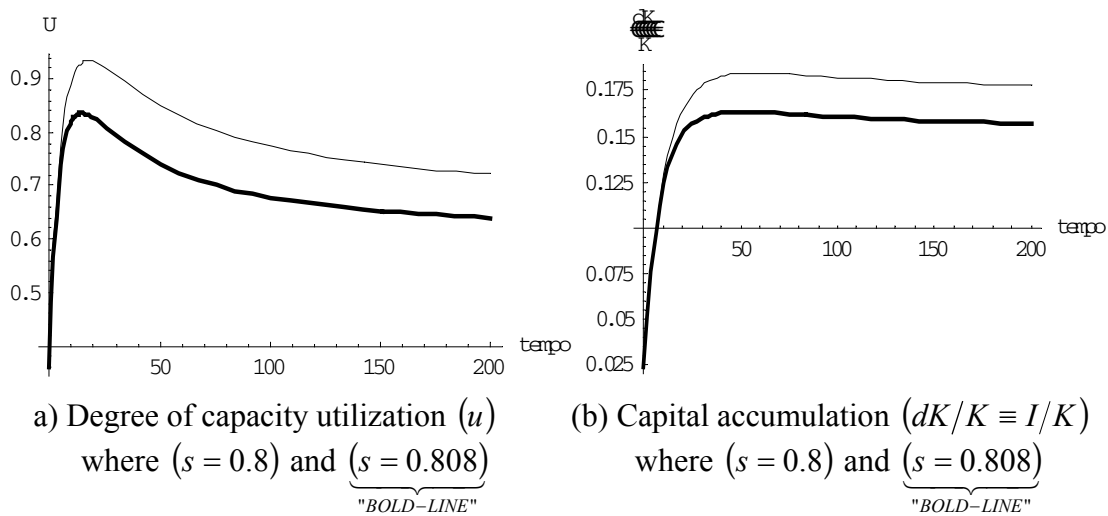 U
0.9
0.8
0.7
0.6
0.5
50 100 150 200
tempo
a) Degree of capacity utilization (u)
where (s = 0.8) and (s = 0.808)
"BOLD–LINE"
dK
K
0.175
0.15
0.125
0.075
0.05
0.025
50 100 150 200
tempo
(b) Capital accumulation (dK/K ≡ I/K)
where (s = 0.8) and (s = 0.808)
"BOLD–LINE"